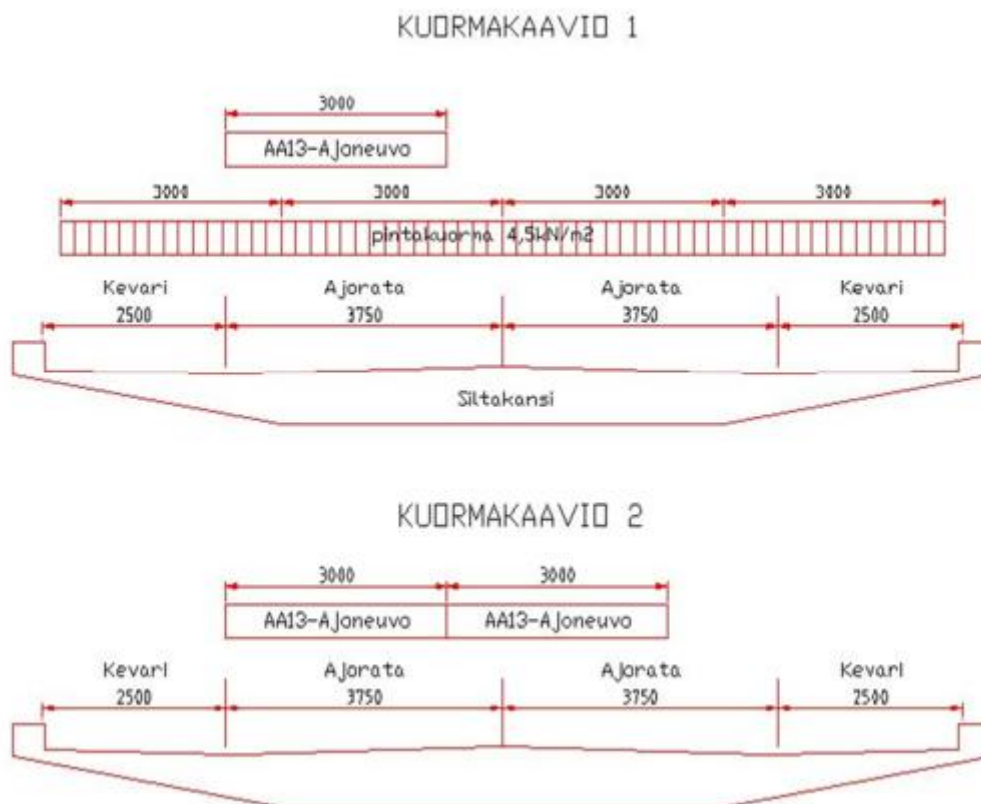 KUORMAKAAVIO 1
3000
AA13-Ajoneuvo
3000 3000 3000 3000
pintakuorma 4,5kN/m2
Kevari Ajorata Ajorata Kevari
2500 3750 3750 2500
Siltakansi
KUORMAKAAVIO 2
3000 3000
AA13-Ajoneuvo AA13-Ajoneuvo
Kevari Ajorata Ajorata Kevari
2500 3750 3750 2500